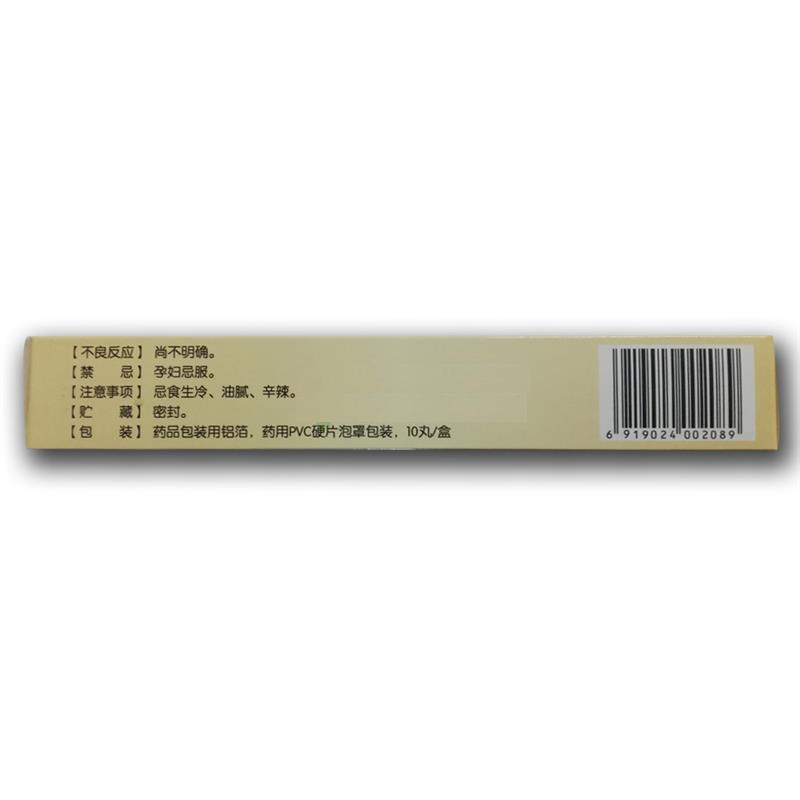 【不良反应】尚不明确。
【禁 忌】孕妇忌服。
【注意事项】忌食生冷、油腻、辛辣。
【贮 藏】密封。
【包 装】药品包装用铝箔，药用PVC硬片泡罩包装，10丸/盒
6 919024 002089